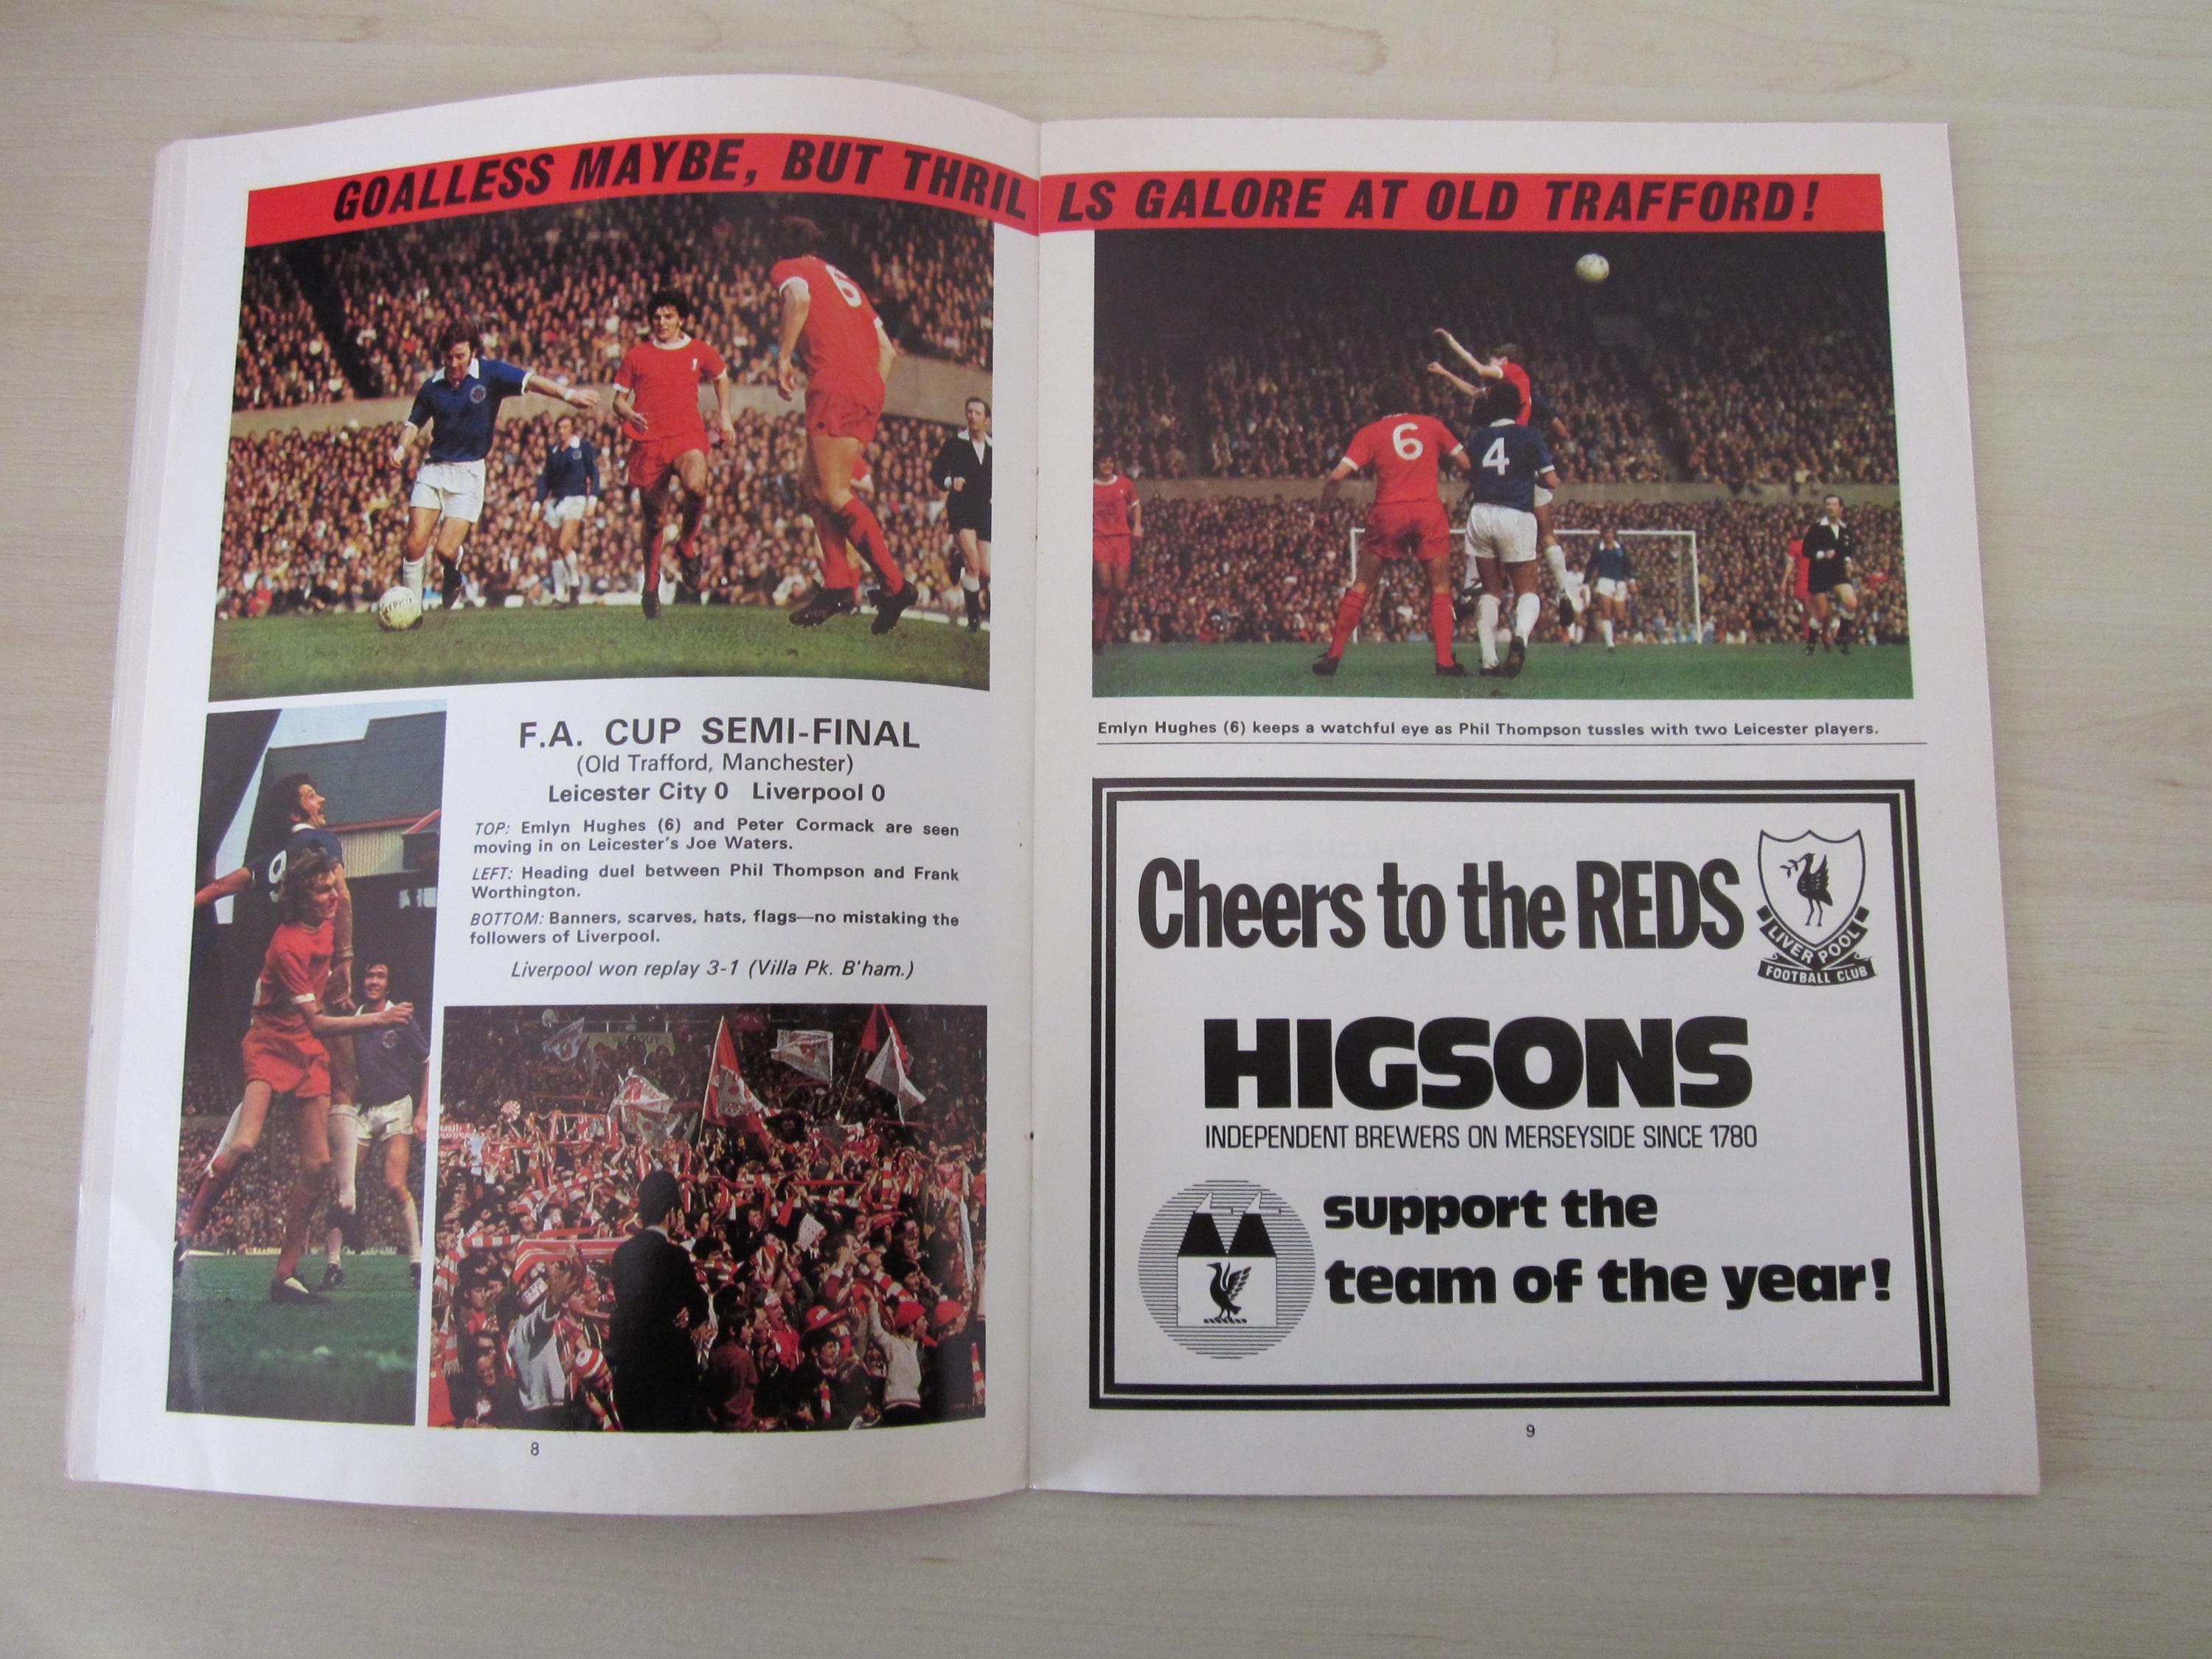 GOALLESS MAYBE, BUT THRILLS GALORE AT OLD TRAFFORD!
6
F.A. CUP SEMI-FINAL
(Old Trafford, Manchester)
Leicester City 0 Liverpool 0
TOP: Emlyn Hughes (6) and Peter Cormack are seen
moving in on Leicester's Joe Waters.
LEFT: Heading duel between Phil Thompson and Frank
Worthington.
BOTTOM: Banners, scarves, hats, flags—no mistaking the
followers of Liverpool.
Liverpool won replay 3-1 (Villa Pk. B'ham.)
9
8
6
4
Emlyn Hughes (6) keeps a watchful eye as Phil Thompson tussles with two Leicester players.
Cheers to the REDS
LIVERPOOL
FOOTBALL CLUB
HIGSONS
INDEPENDENT BREWERS ON MERSEYSIDE SINCE 1780
support the
team of the year!
9